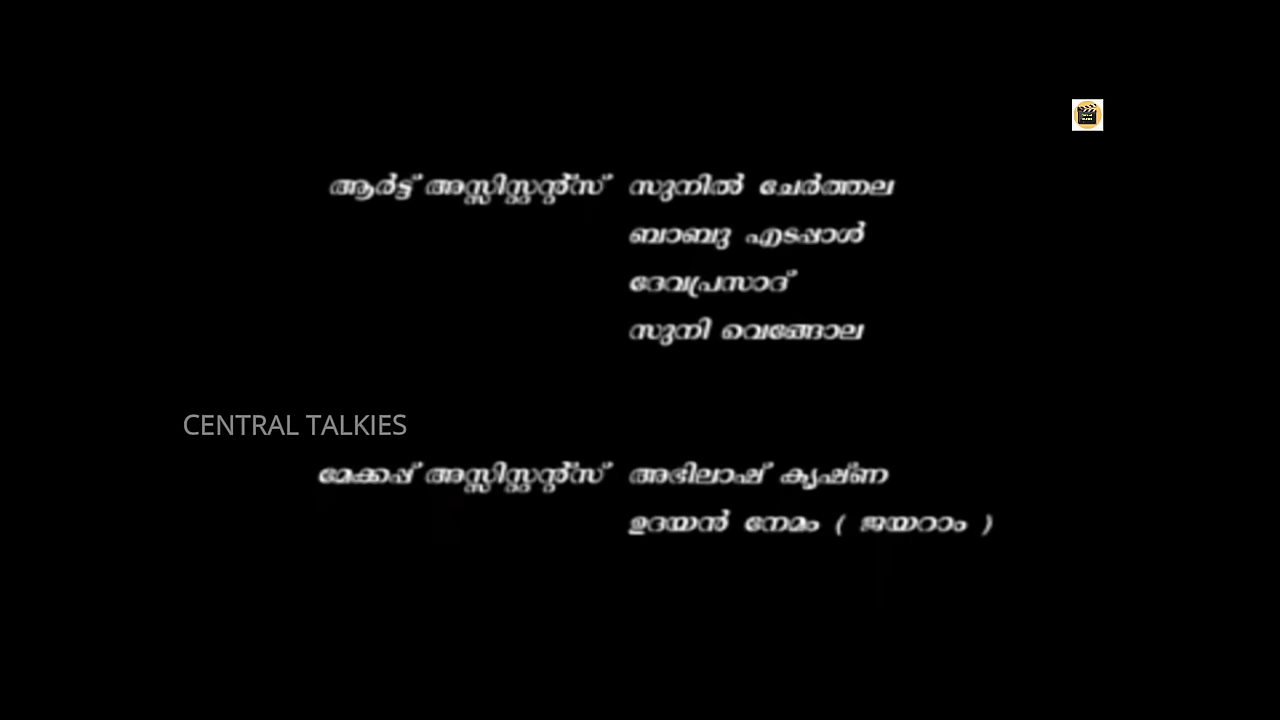 ആർട്ട് അസ്സിസ്റ്റന്റ്സ് സുനിൽ ചേർത്തല
ബാബു എടപ്പാൾ
ദേവപ്രസാദ്
സുനി വെങ്ങോല
CENTRAL TALKIES
മേക്കപ്പ് അസ്സിസ്റ്റന്റ്സ് അഭിലാഷ് കൃഷ്ണ
ഉദയൻ നേമം ( ജയറാം )